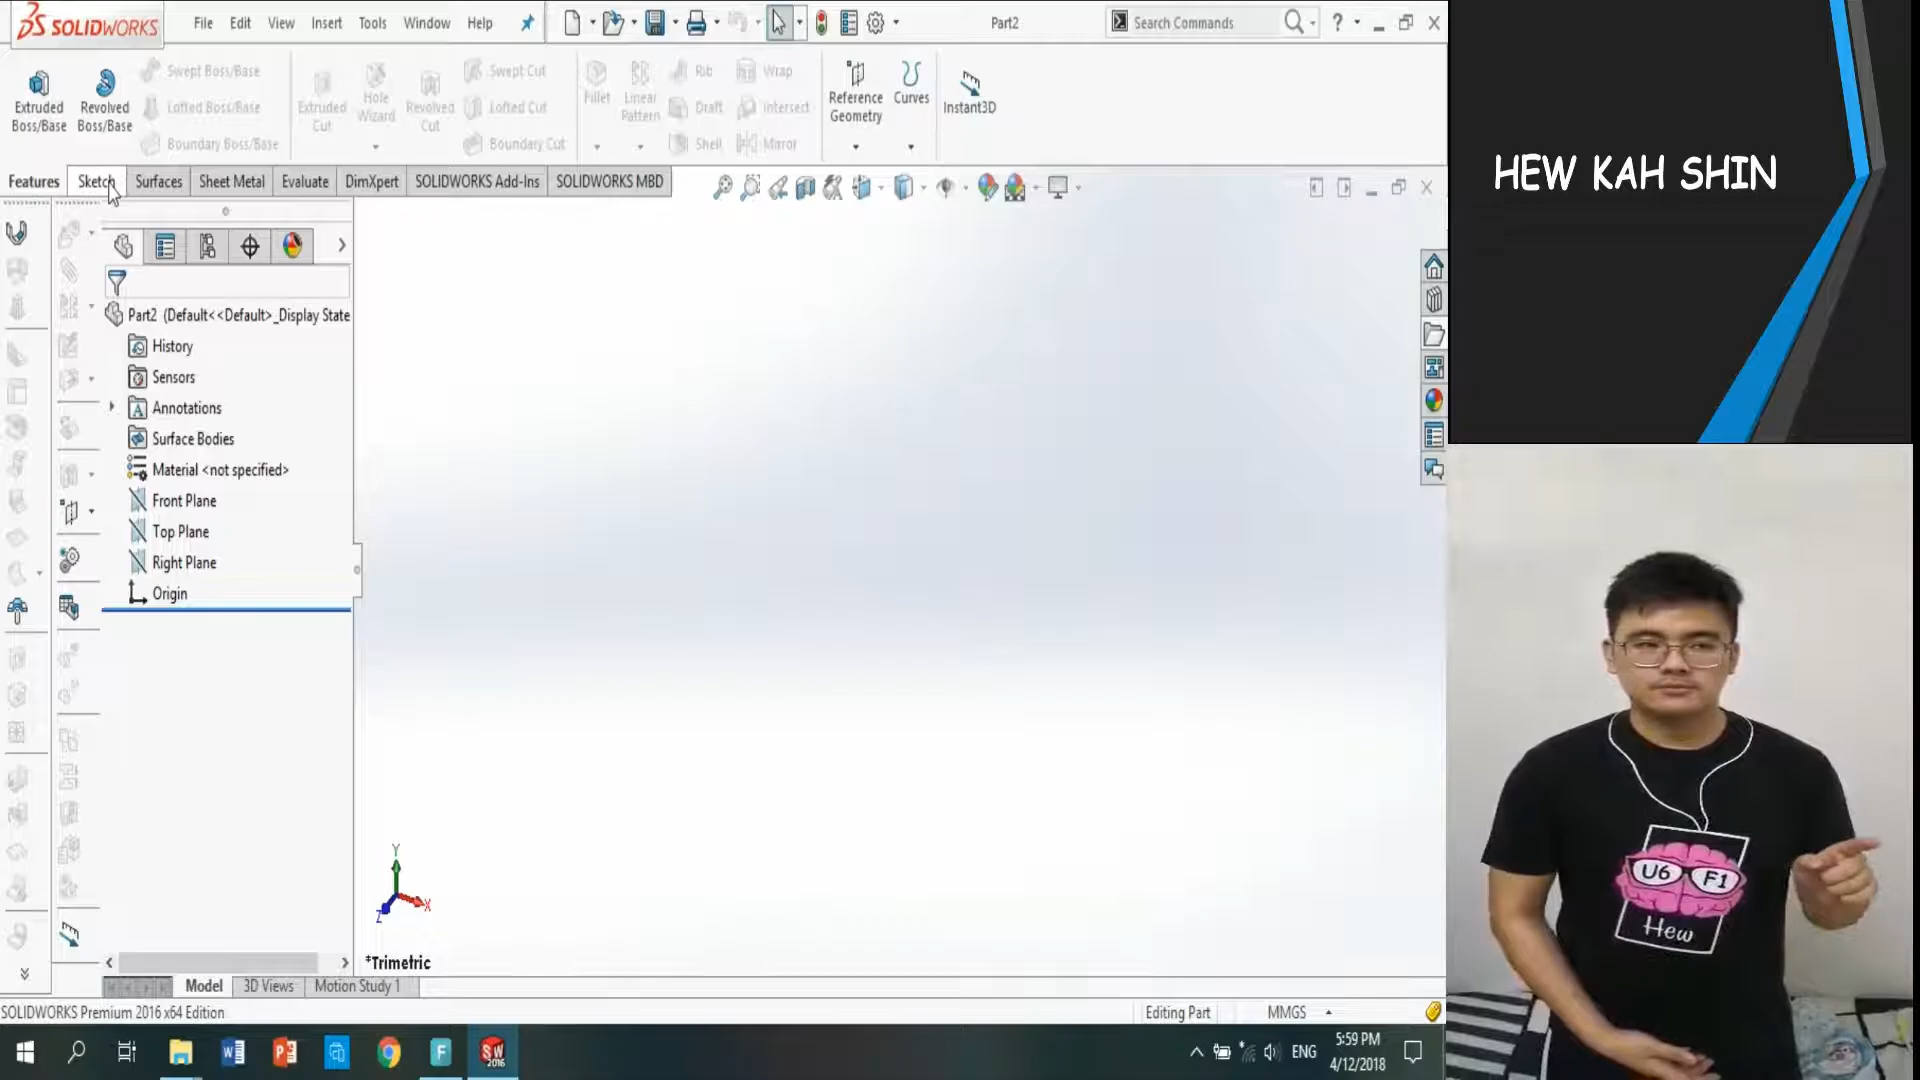 SOLIDWORKS
File Edit View Insert Tools Window Help
Part2
Search Commands
?
Extruded Boss/Base
Revolved Boss/Base
Swept Boss/Base
Lofted Boss/Base
Boundary Boss/Base
Extruded Cut
Hole Wizard
Revolved Cut
Swept Cut
Lofted Cut
Boundary Cut
Fillet
Linear Pattern
Rib
Draft
Shell
Wrap
Intersect
Mirror
Reference Geometry
Curves
Instant3D
Features Sketch Surfaces Sheet Metal Evaluate DimXpert SOLIDWORKS Add-Ins SOLIDWORKS MBD
Part2 (Default<<Default>_Display State
History
Sensors
Annotations
Surface Bodies
Material <not specified>
Front Plane
Top Plane
Right Plane
Origin
Y
X
Z
*Trimetric
Model 3D Views Motion Study 1
SOLIDWORKS Premium 2016 x64 Edition
Editing Part MMGS
ENG
5:59 PM
4/12/2018
SW
2016
HEW KAH SHIN
U6 F1
Hew